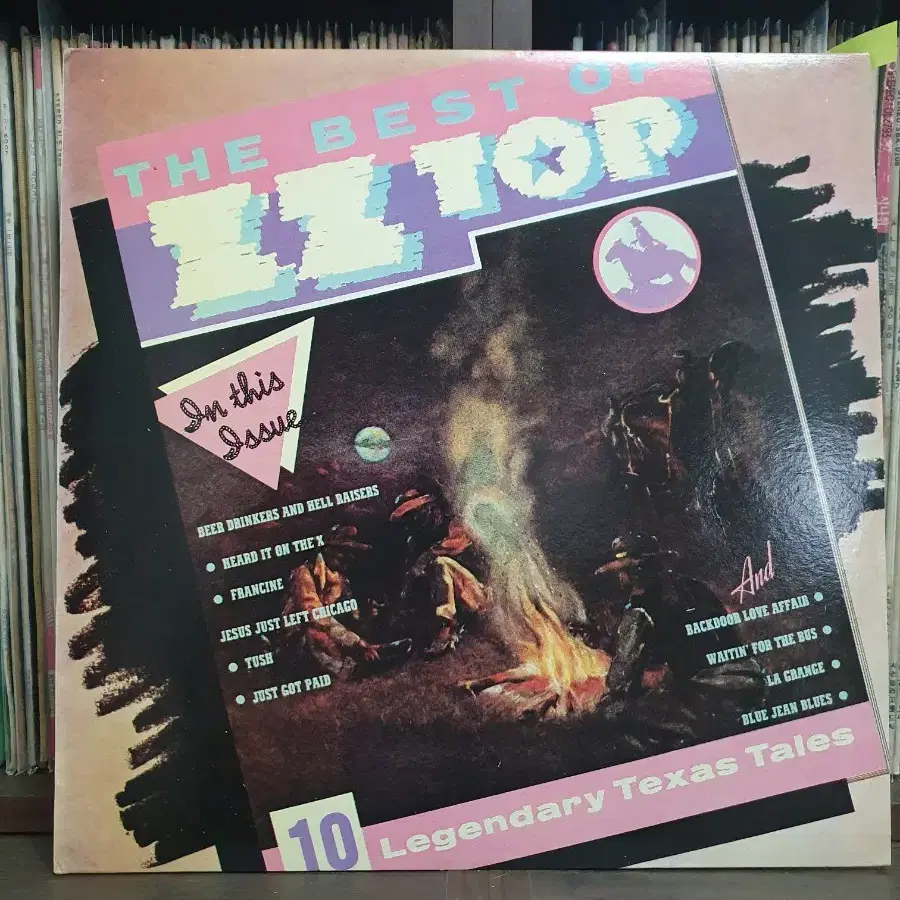 THE BEST OF
ZZ TOP
In this
Issue
BEER DRINKERS AND HELL RAISERS
HEARD IT ON THE X
FRANCINE
JESUS JUST LEFT CHICAGO
TUSH
JUST GOT PAID
And
BACKDOOR LOVE AFFAIR
WAITIN' FOR THE BUS
LA GRANGE
BLUE JEAN BLUES
10 Legendary Texas Tales